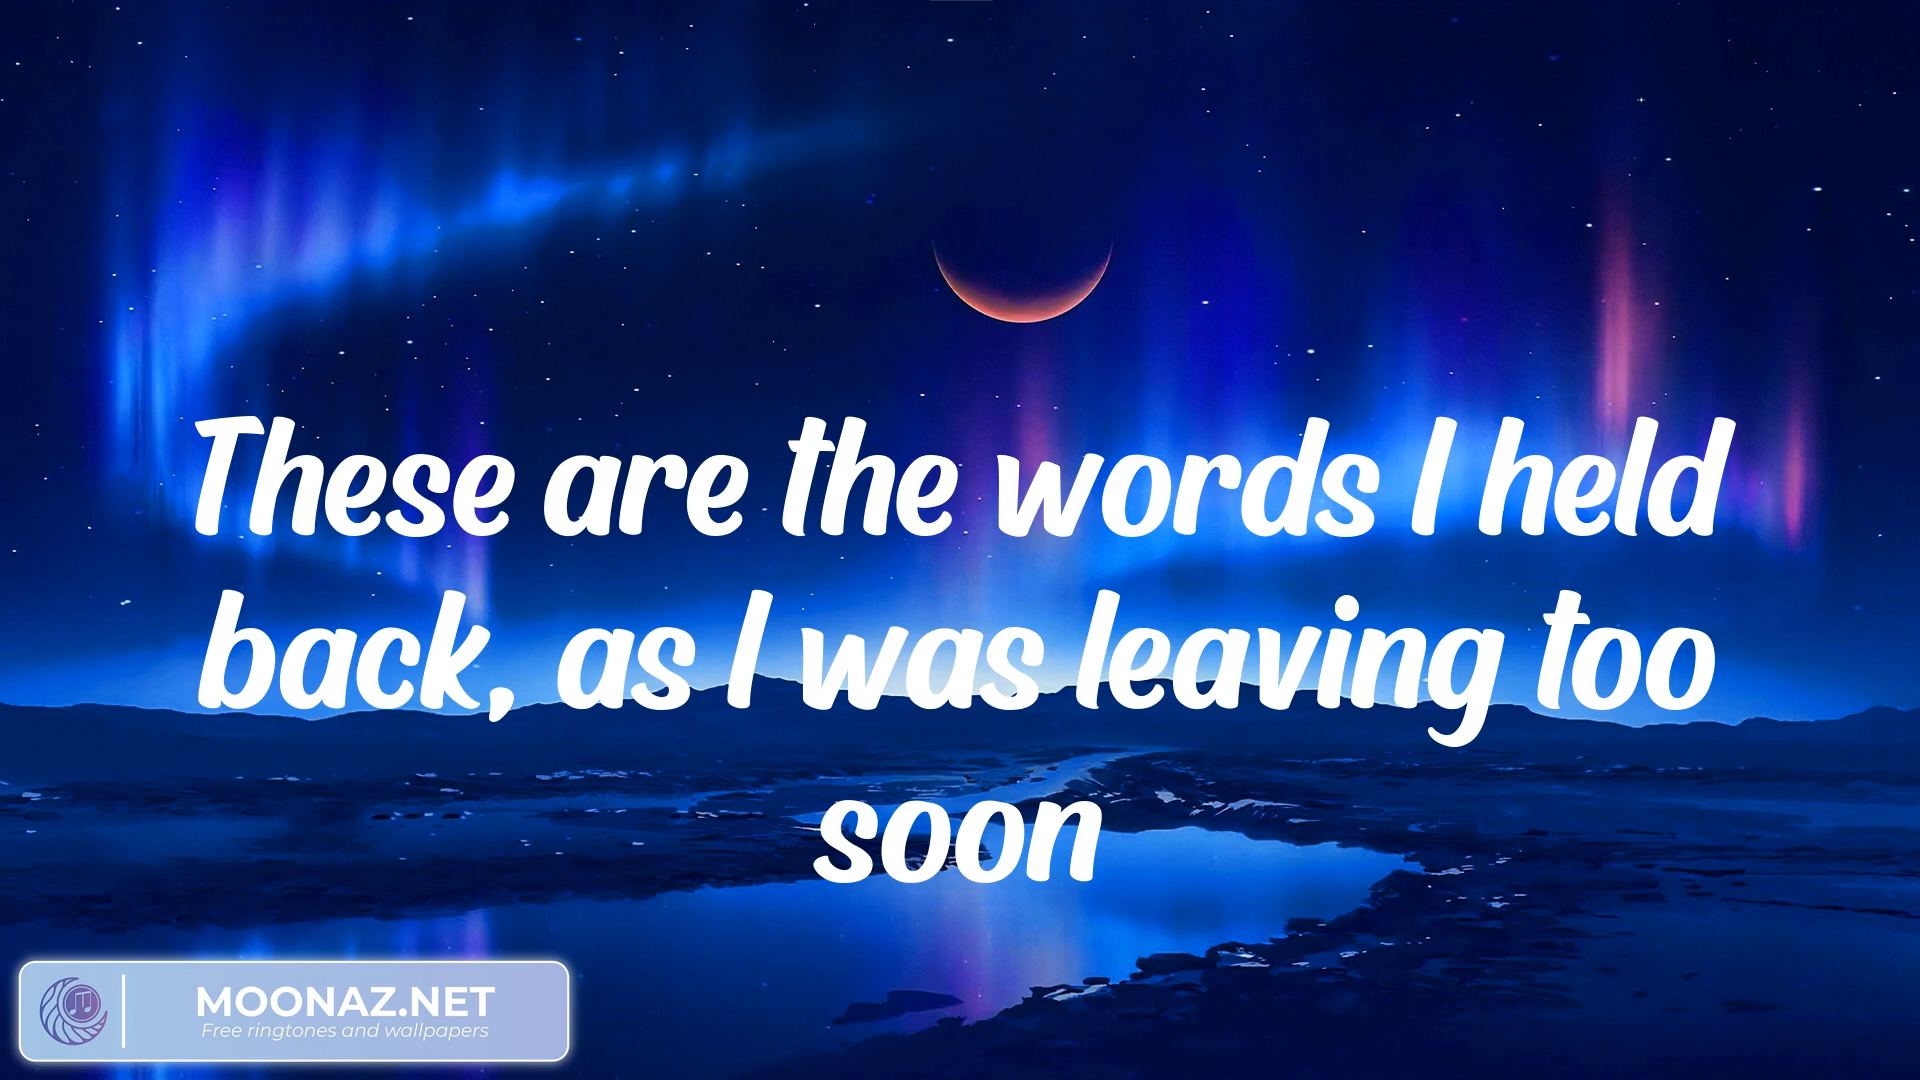 These are the words I held
back, as I was leaving too
soon
MOONAZ.NET
Free ringtones and wallpapers